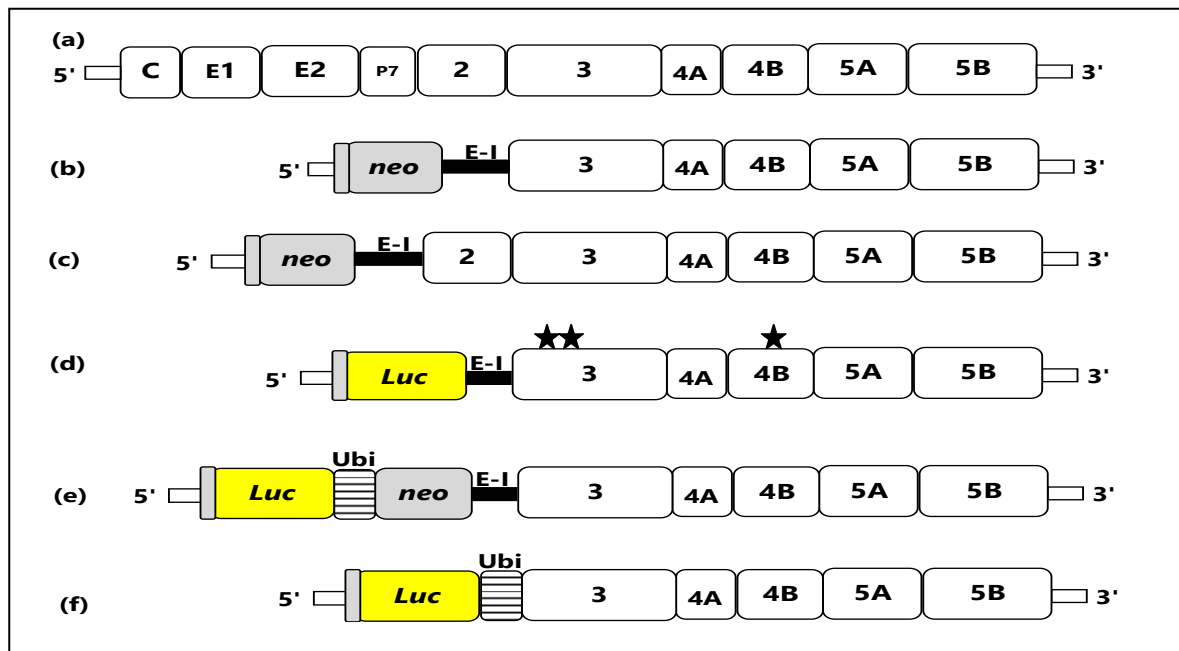 (a) 5' C E1 E2 P7 2 3 4A 4B 5A 5B 3'
(b) 5' neo E-I 3 4A 4B 5A 5B 3'
(c) 5' neo E-I 2 3 4A 4B 5A 5B 3'
(d) 5' Luc E-I 3 4A 4B 5A 5B 3'
(e) 5' Luc Ubi neo E-I 3 4A 4B 5A 5B 3'
(f) 5' Luc Ubi 3 4A 4B 5A 5B 3'